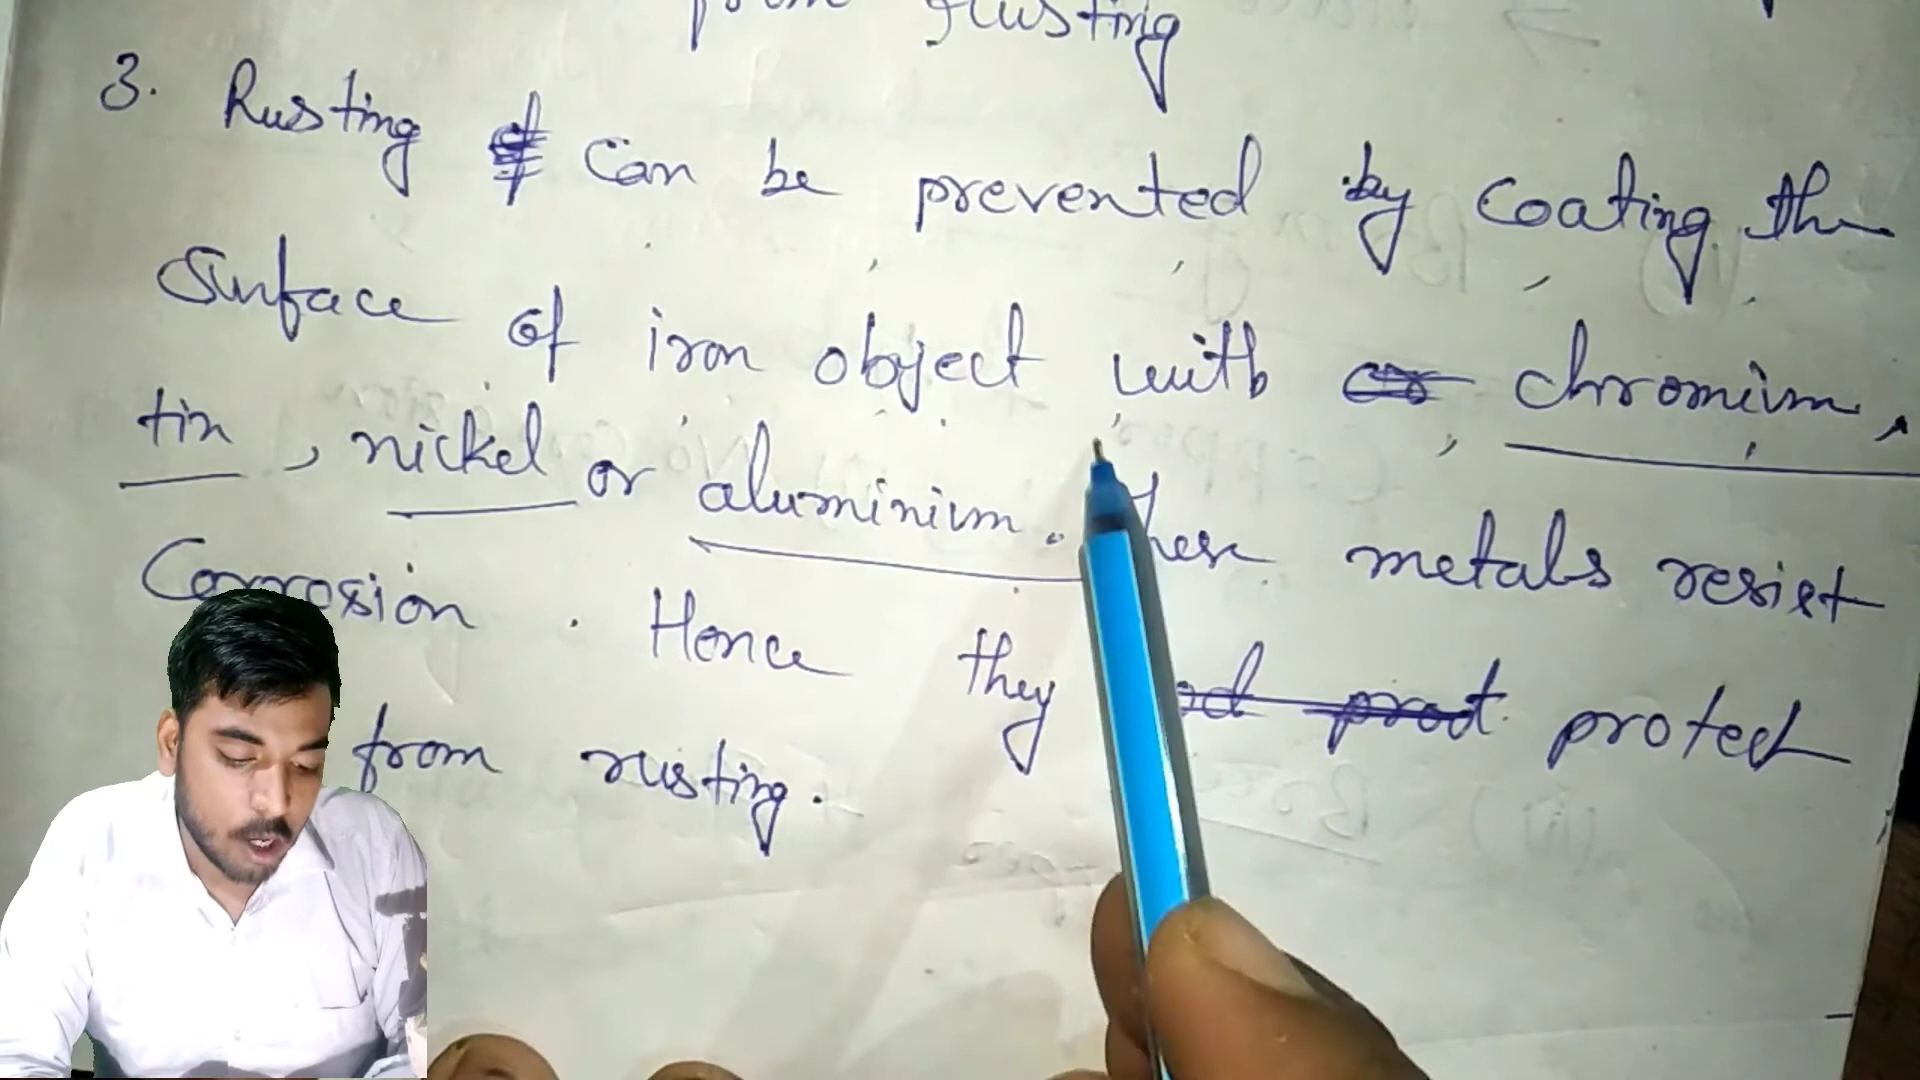 from Rusting
3. Rusting can be prevented by coating the
surface of iron object with chromium,
tin, nickel or aluminium. These metals resist
Corrosion. Hence they protect
from rusting.